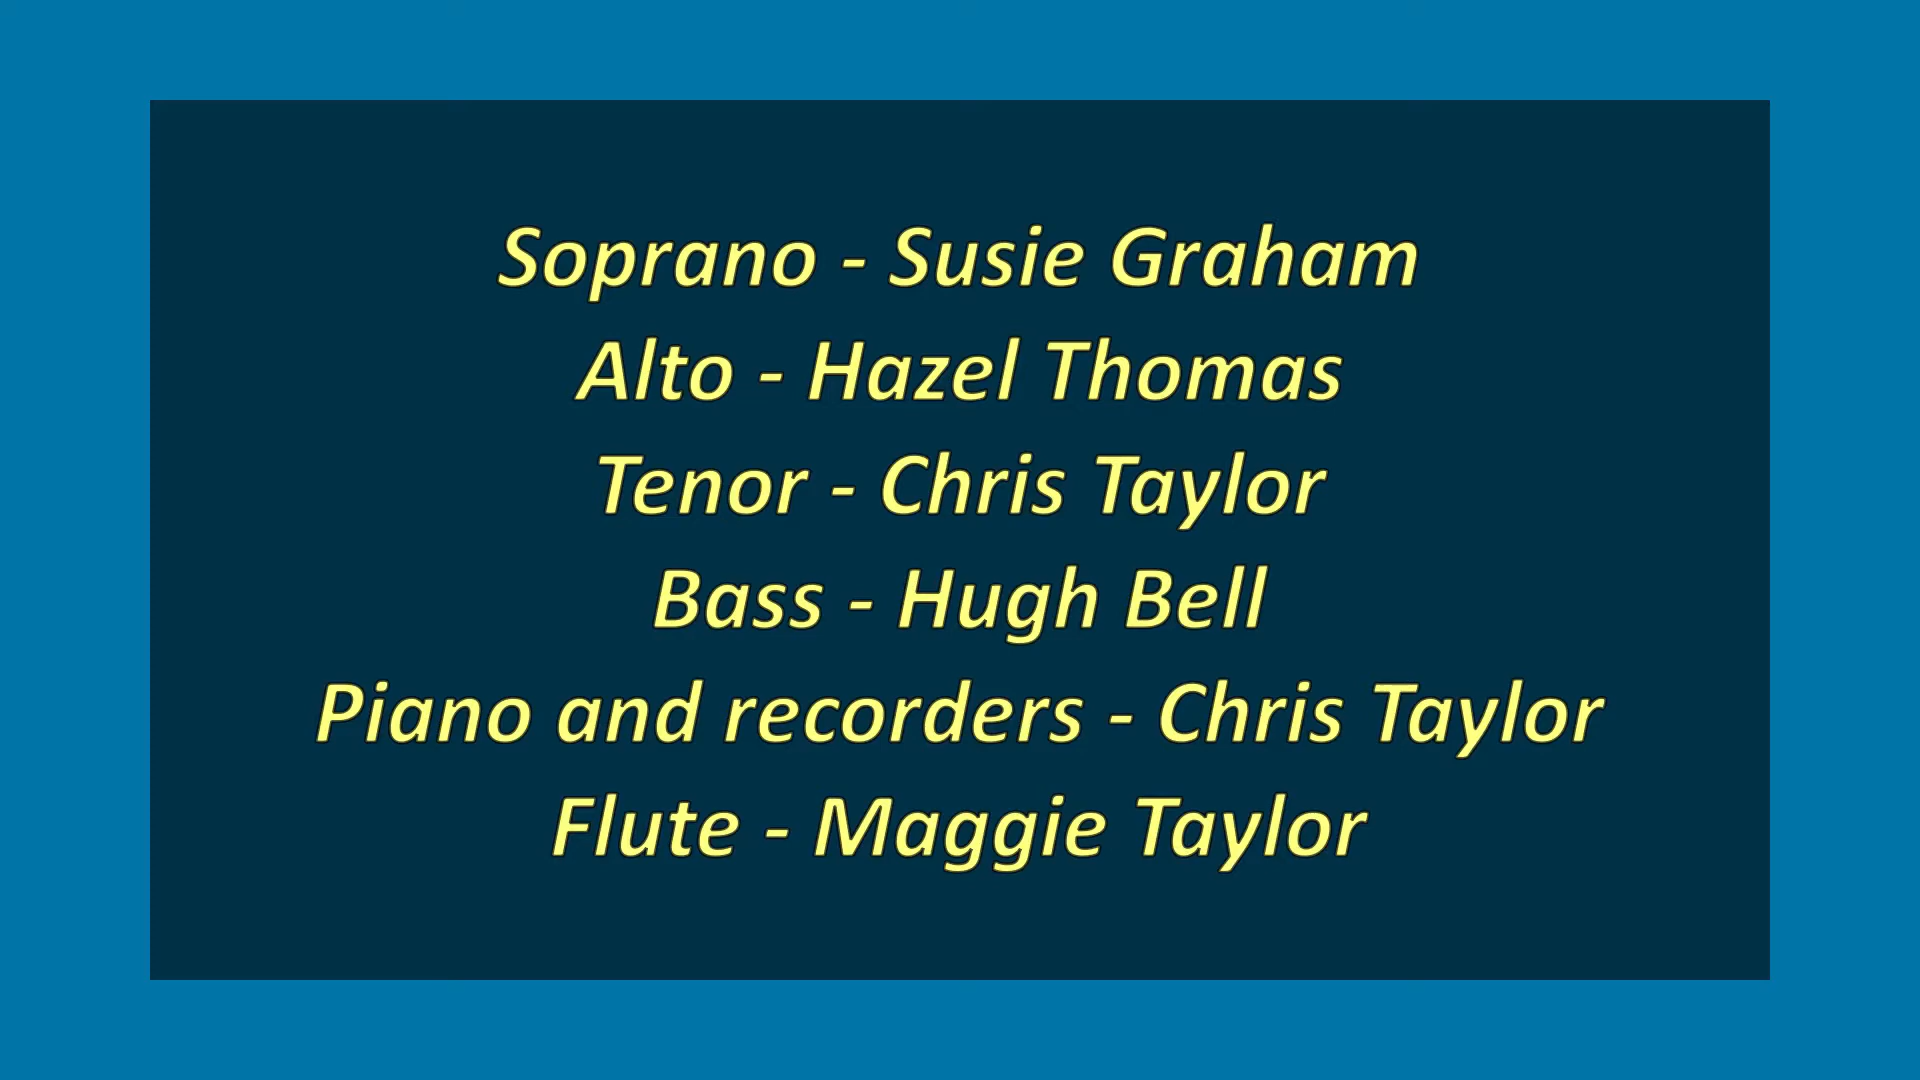 Soprano - Susie Graham
Alto - Hazel Thomas
Tenor - Chris Taylor
Bass - Hugh Bell
Piano and recorders - Chris Taylor
Flute - Maggie Taylor